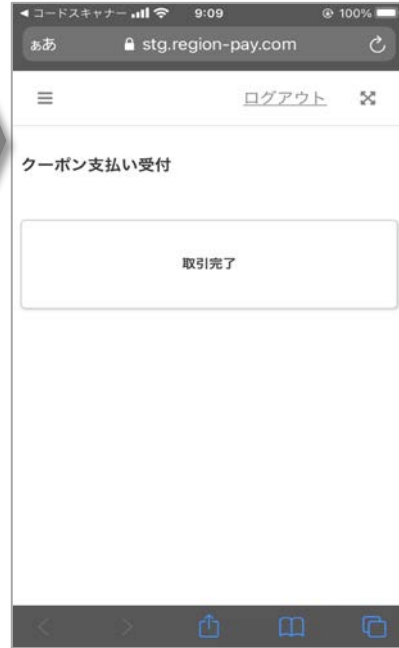 コードスキャナー 9:09 100%
ああ stg.region-pay.com
ログアウト
クーポン支払い受付
取引完了